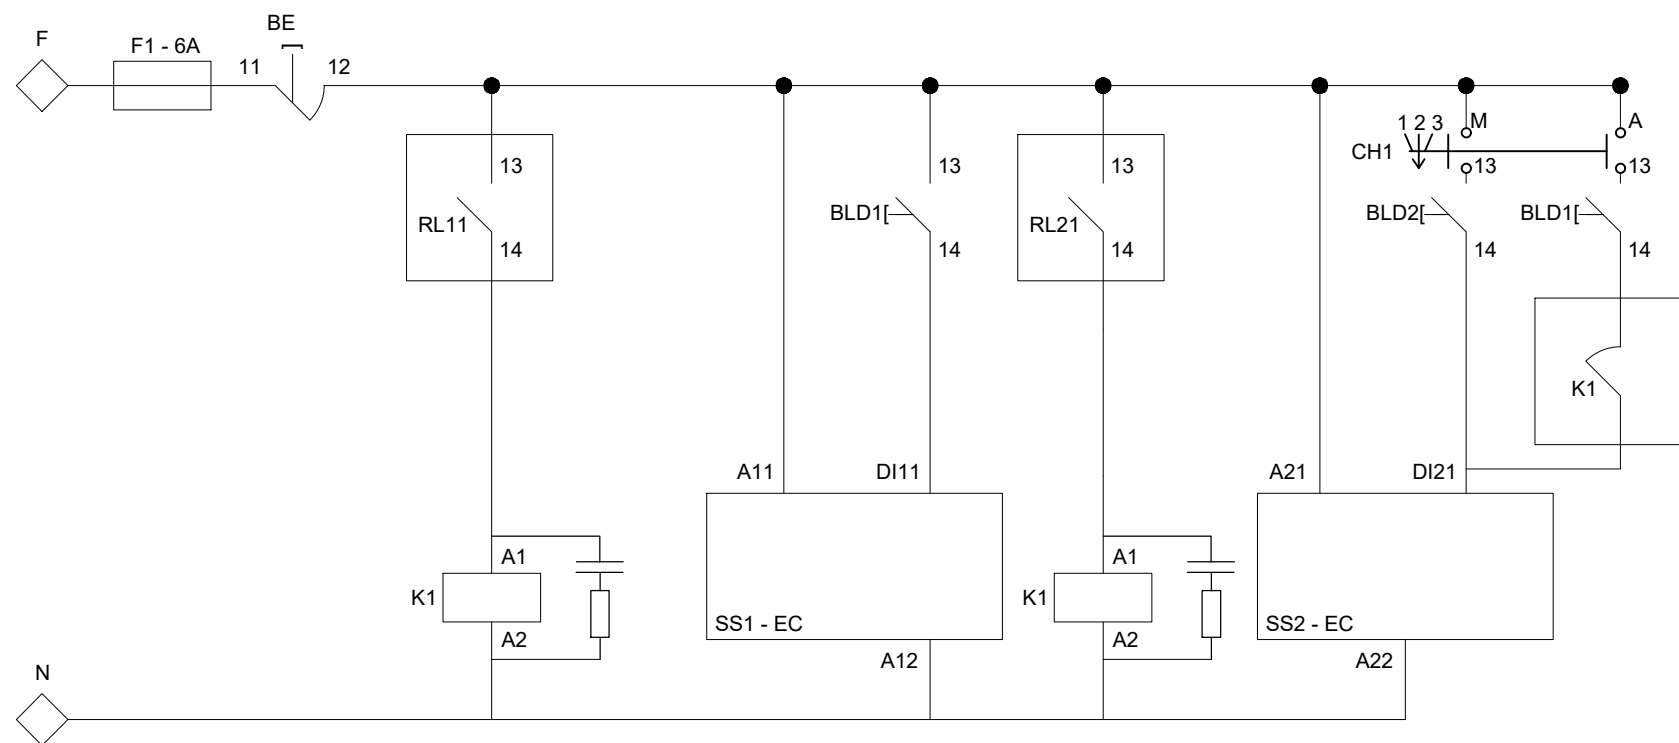 BE
F
F1 - 6A
11
12
1 2 3
M
A
CH1
13
13
13
13
13
13
RL11
BLD1[
RL21
BLD2[
BLD1[
14
14
14
14
14
K1
A11
DI11
A21
DI21
A1
A1
K1
K1
SS1 - EC
SS2 - EC
A2
A2
A12
A22
N